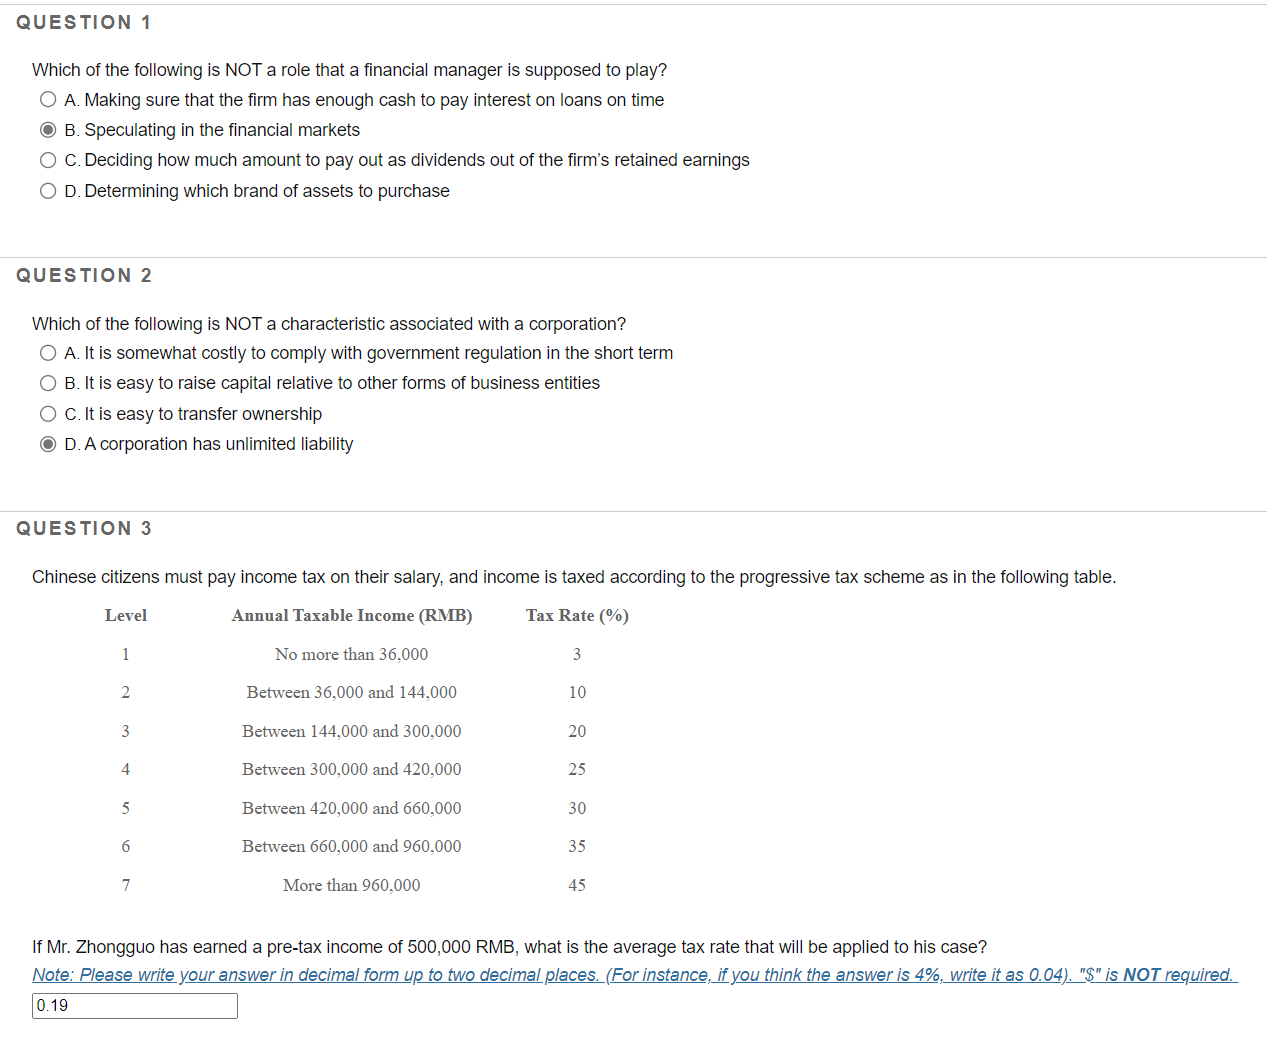 QUESTION 1
Which of the following is NOT a role that a financial manager is supposed to play?
A. Making sure that the firm has enough cash to pay interest on loans on time
B. Speculating in the financial markets
C. Deciding how much amount to pay out as dividends out of the firm's retained earnings
D. Determining which brand of assets to purchase
QUESTION 2
Which of the following is NOT a characteristic associated with a corporation?
A. It is somewhat costly to comply with government regulation in the short term
B. It is easy to raise capital relative to other forms of business entities
C. It is easy to transfer ownership
D. A corporation has unlimited liability
QUESTION 3
Chinese citizens must pay income tax on their salary, and income is taxed according to the progressive tax scheme as in the following table.
Level Annual Taxable Income (RMB) Tax Rate (%)
1 No more than 36,000 3
2 Between 36,000 and 144,000 10
3 Between 144,000 and 300,000 20
4 Between 300,000 and 420,000 25
5 Between 420,000 and 660,000 30
6 Between 660,000 and 960,000 35
7 More than 960,000 45
If Mr. Zhongguo has earned a pre-tax income of 500,000 RMB, what is the average tax rate that will be applied to his case?
Note: Please write your answer in decimal form up to two decimal places. (For instance, if you think the answer is 4%, write it as 0.04). "$" is NOT required.
0.19